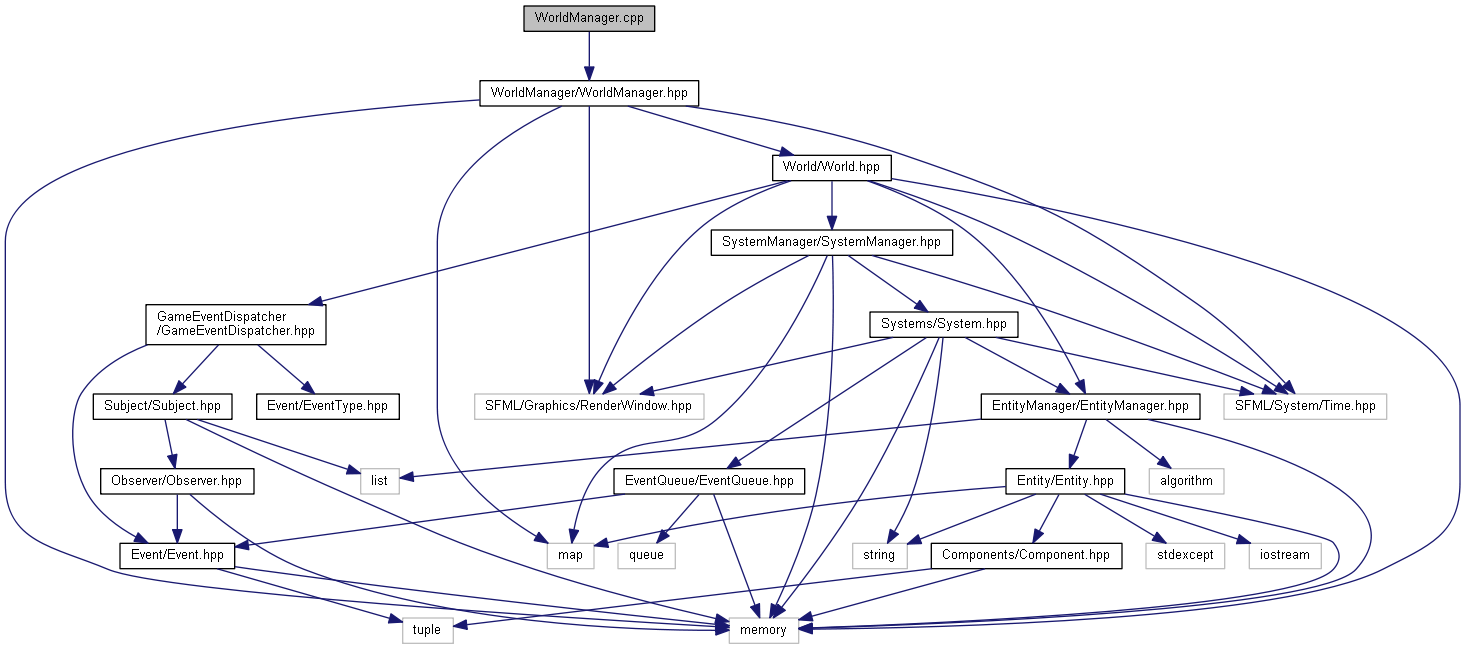 WorldManager.cpp
WorldManager/WorldManager.hpp
World/World.hpp
SystemManager/SystemManager.hpp
GameEventDispatcher
/GameEventDispatcher.hpp
Systems/System.hpp
Subject/Subject.hpp
Event/EventType.hpp
SFML/Graphics/RenderWindow.hpp
EntityManager/EntityManager.hpp
SFML/System/Time.hpp
Observer/Observer.hpp
list
EventQueue/EventQueue.hpp
Entity/Entity.hpp
algorithm
Event/Event.hpp
map
queue
string
Components/Component.hpp
stdexcept
iostream
tuple
memory